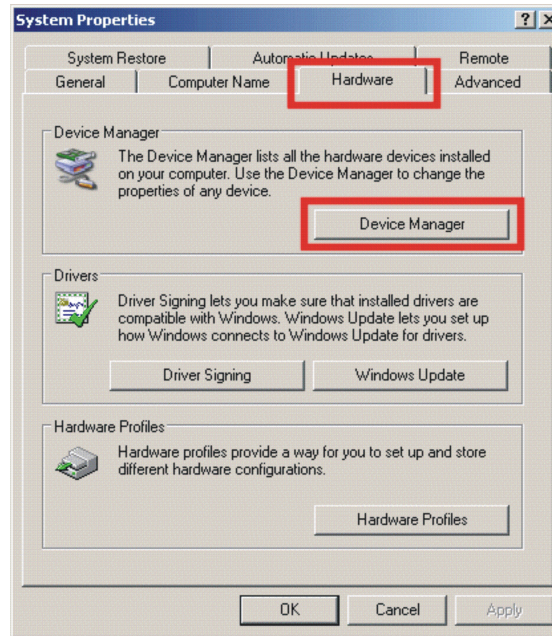 System Properties
System Restore Automatic Updates Remote
General Computer Name Hardware Advanced
Device Manager
The Device Manager lists all the hardware devices installed
on your computer. Use the Device Manager to change the
properties of any device.
Device Manager
Drivers
Driver Signing lets you make sure that installed drivers are
compatible with Windows. Windows Update lets you set up
how Windows connects to Windows Update for drivers.
Driver Signing Windows Update
Hardware Profiles
Hardware profiles provide a way for you to set up and store
different hardware configurations.
Hardware Profiles
OK Cancel Apply